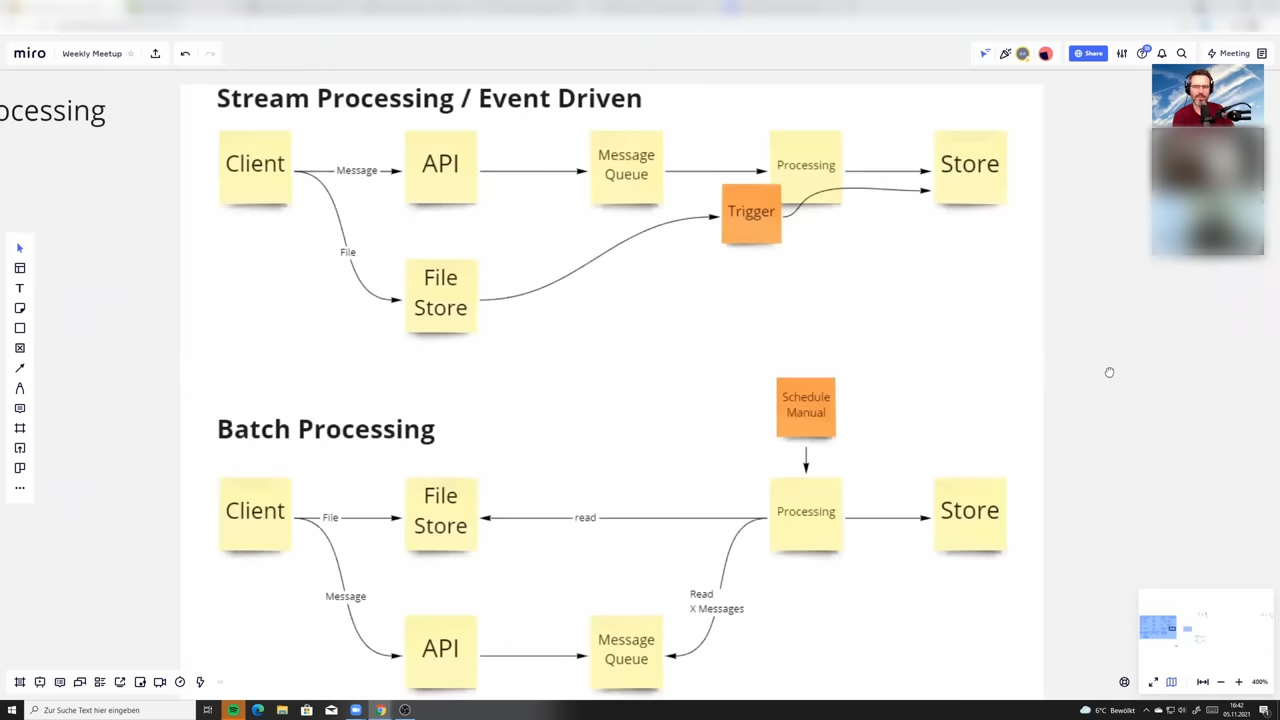 miro
Weekly Meetup
Share
Meeting
ocessing
Stream Processing / Event Driven
Client
Message
API
Message
Queue
Processing
Store
Trigger
File
File
Store
Schedule
Manual
Batch Processing
Client
File
File
Store
read
Processing
Store
Message
Read
X Messages
API
Message
Queue
400%
Zur Suche Text hier eingeben
6°C Bewölkt
16:42
05.11.2021